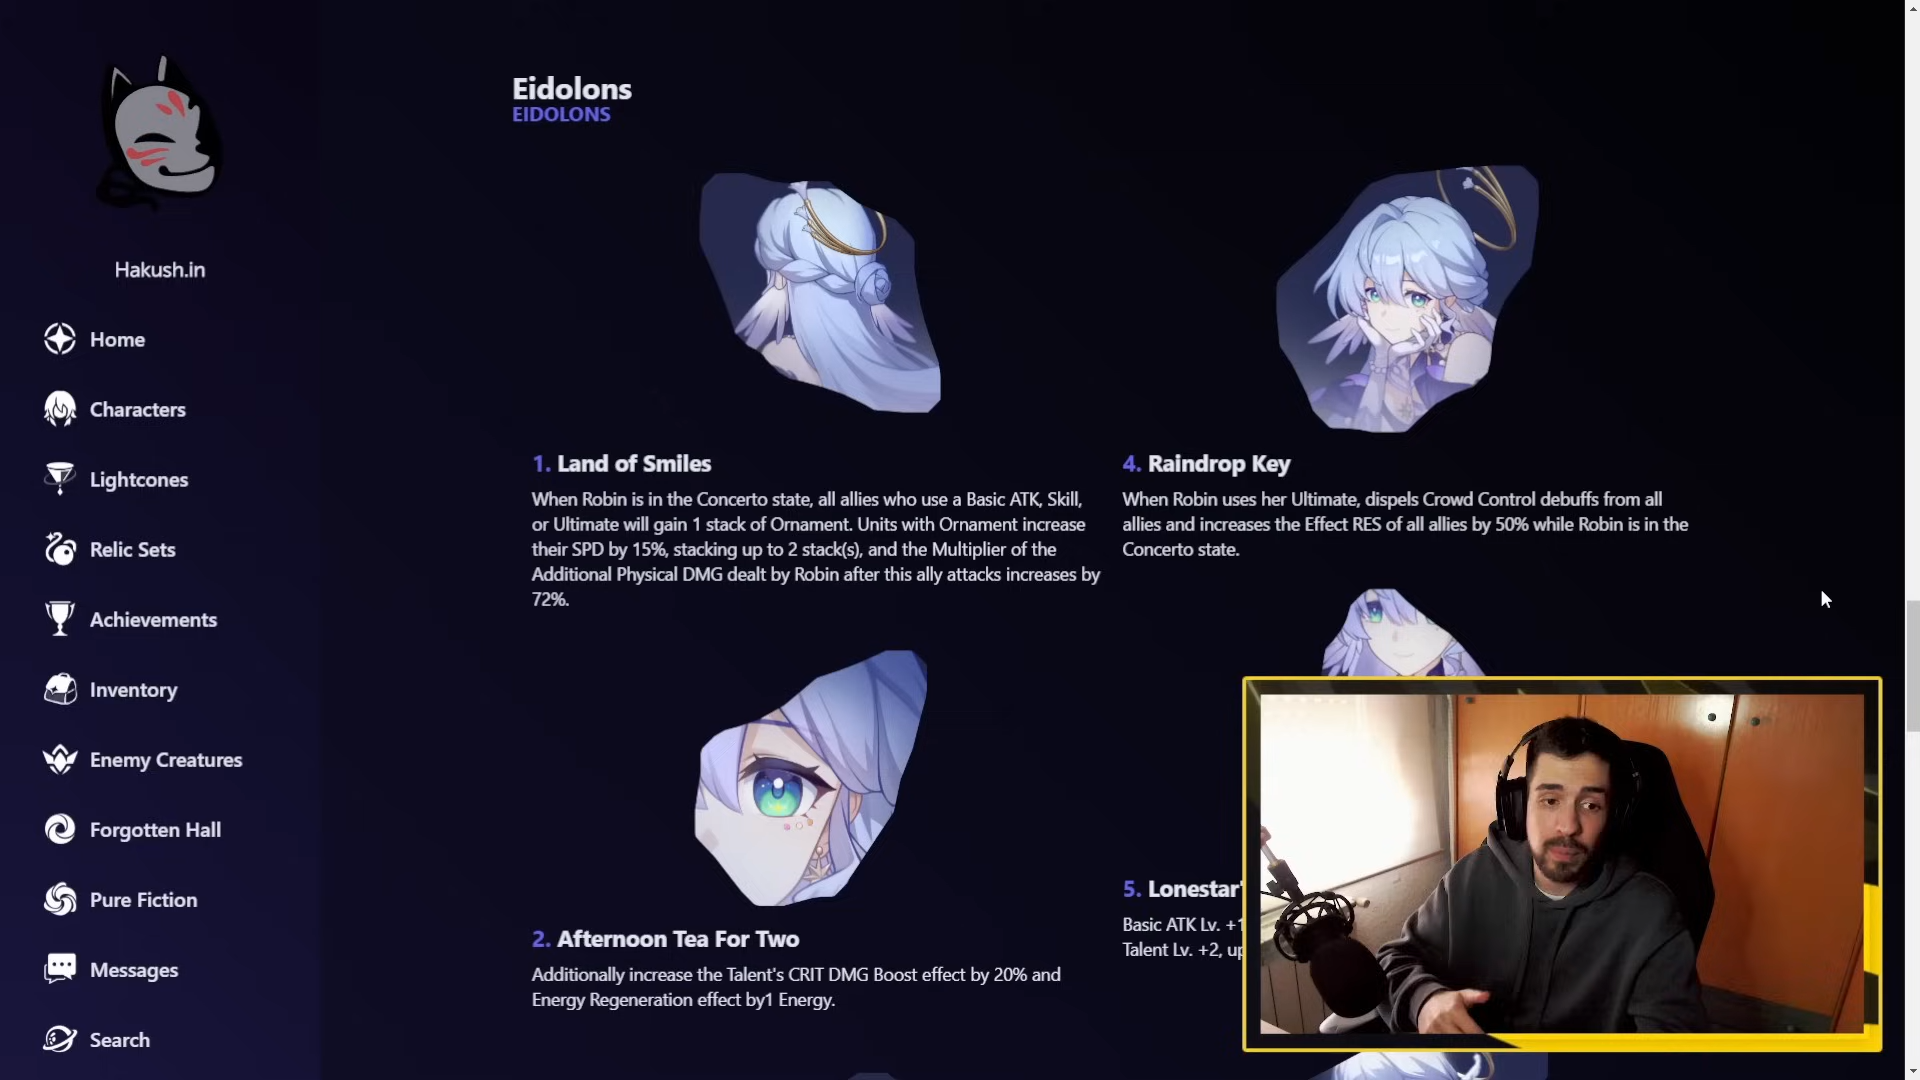 Hakush.in
Home
Characters
Lightcones
Relic Sets
Achievements
Inventory
Enemy Creatures
Forgotten Hall
Pure Fiction
Messages
Search
Eidolons
EIDOLONS
1. Land of Smiles
When Robin is in the Concerto state, all allies who use a Basic ATK, Skill,
or Ultimate will gain 1 stack of Ornament. Units with Ornament increase
their SPD by 15%, stacking up to 2 stack(s), and the Multiplier of the
Additional Physical DMG dealt by Robin after this ally attacks increases by
72%.
2. Afternoon Tea For Two
Additionally increase the Talent's CRIT DMG Boost effect by 20% and
Energy Regeneration effect by1 Energy.
4. Raindrop Key
When Robin uses her Ultimate, dispels Crowd Control debuffs from all
allies and increases the Effect RES of all allies by 50% while Robin is in the
Concerto state.
5. Lonestar'
Basic ATK Lv. +1
Talent Lv. +2, up